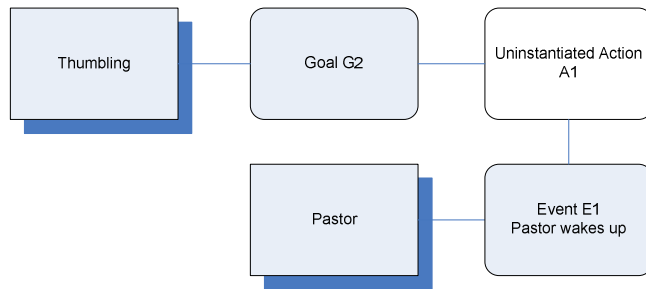 Thumbling
Goal G2
Uninstantiated Action
A1
Pastor
Event E1
Pastor wakes up